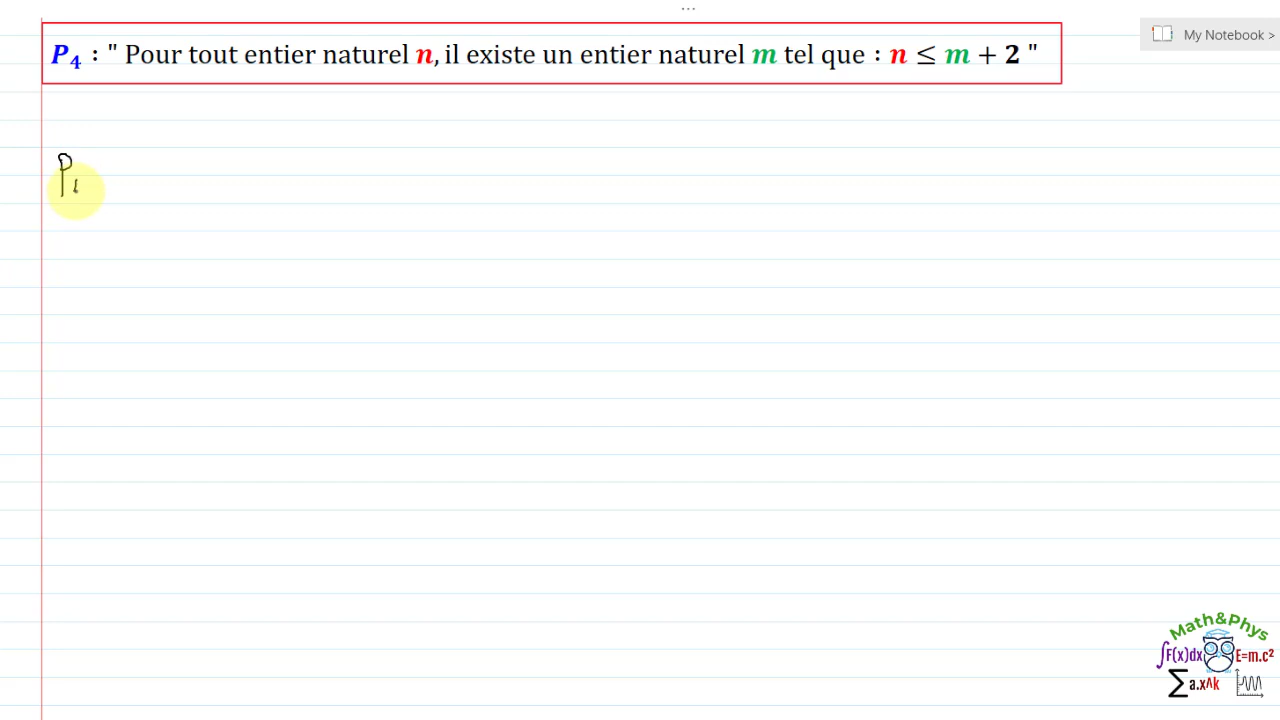 ...
My Notebook >
P₄ : " Pour tout entier naturel n, il existe un entier naturel m tel que : n ≤ m + 2 "
P
Math&Phys
∫F(x)dx E=m.c²
∑ a.x^k